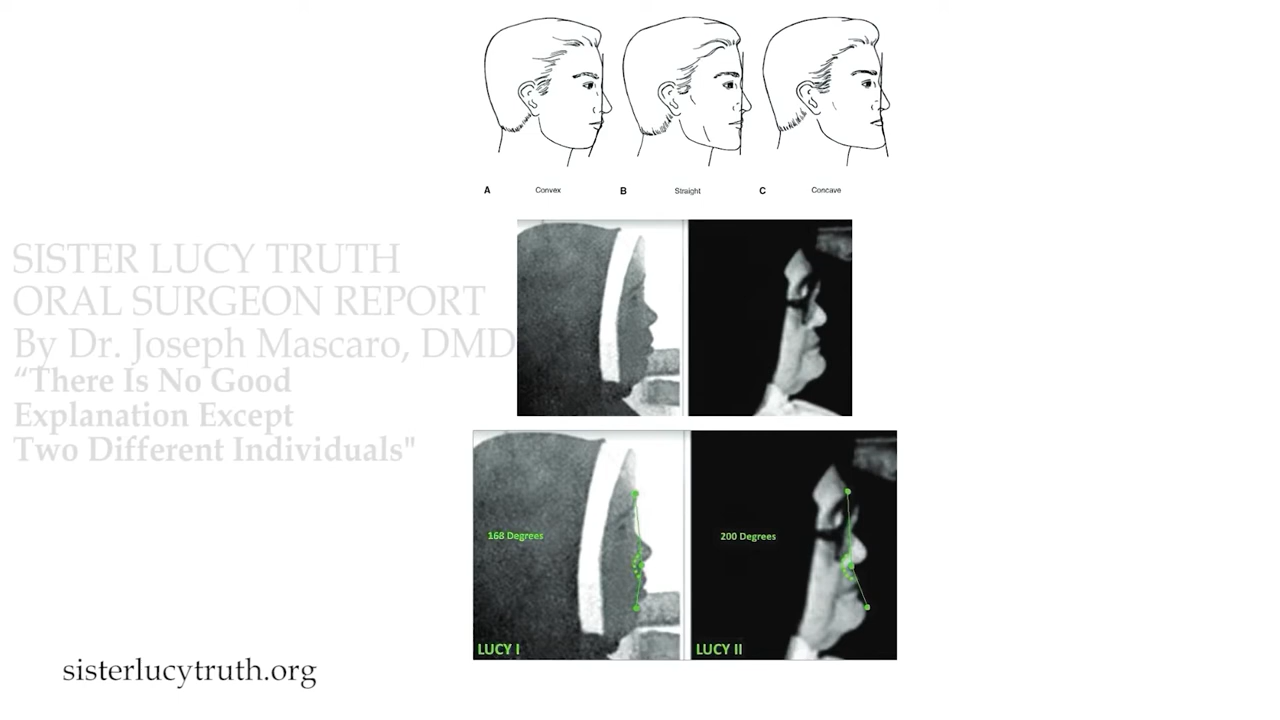 A Convex B Straight C Concave
SISTER LUCY TRUTH
ORAL SURGEON REPORT
By Dr. Joseph Mascaro, DMD
“There Is No Good
Explanation Except
Two Different Individuals"
168 Degrees
200 Degrees
LUCY I
LUCY II
sisterlucytruth.org